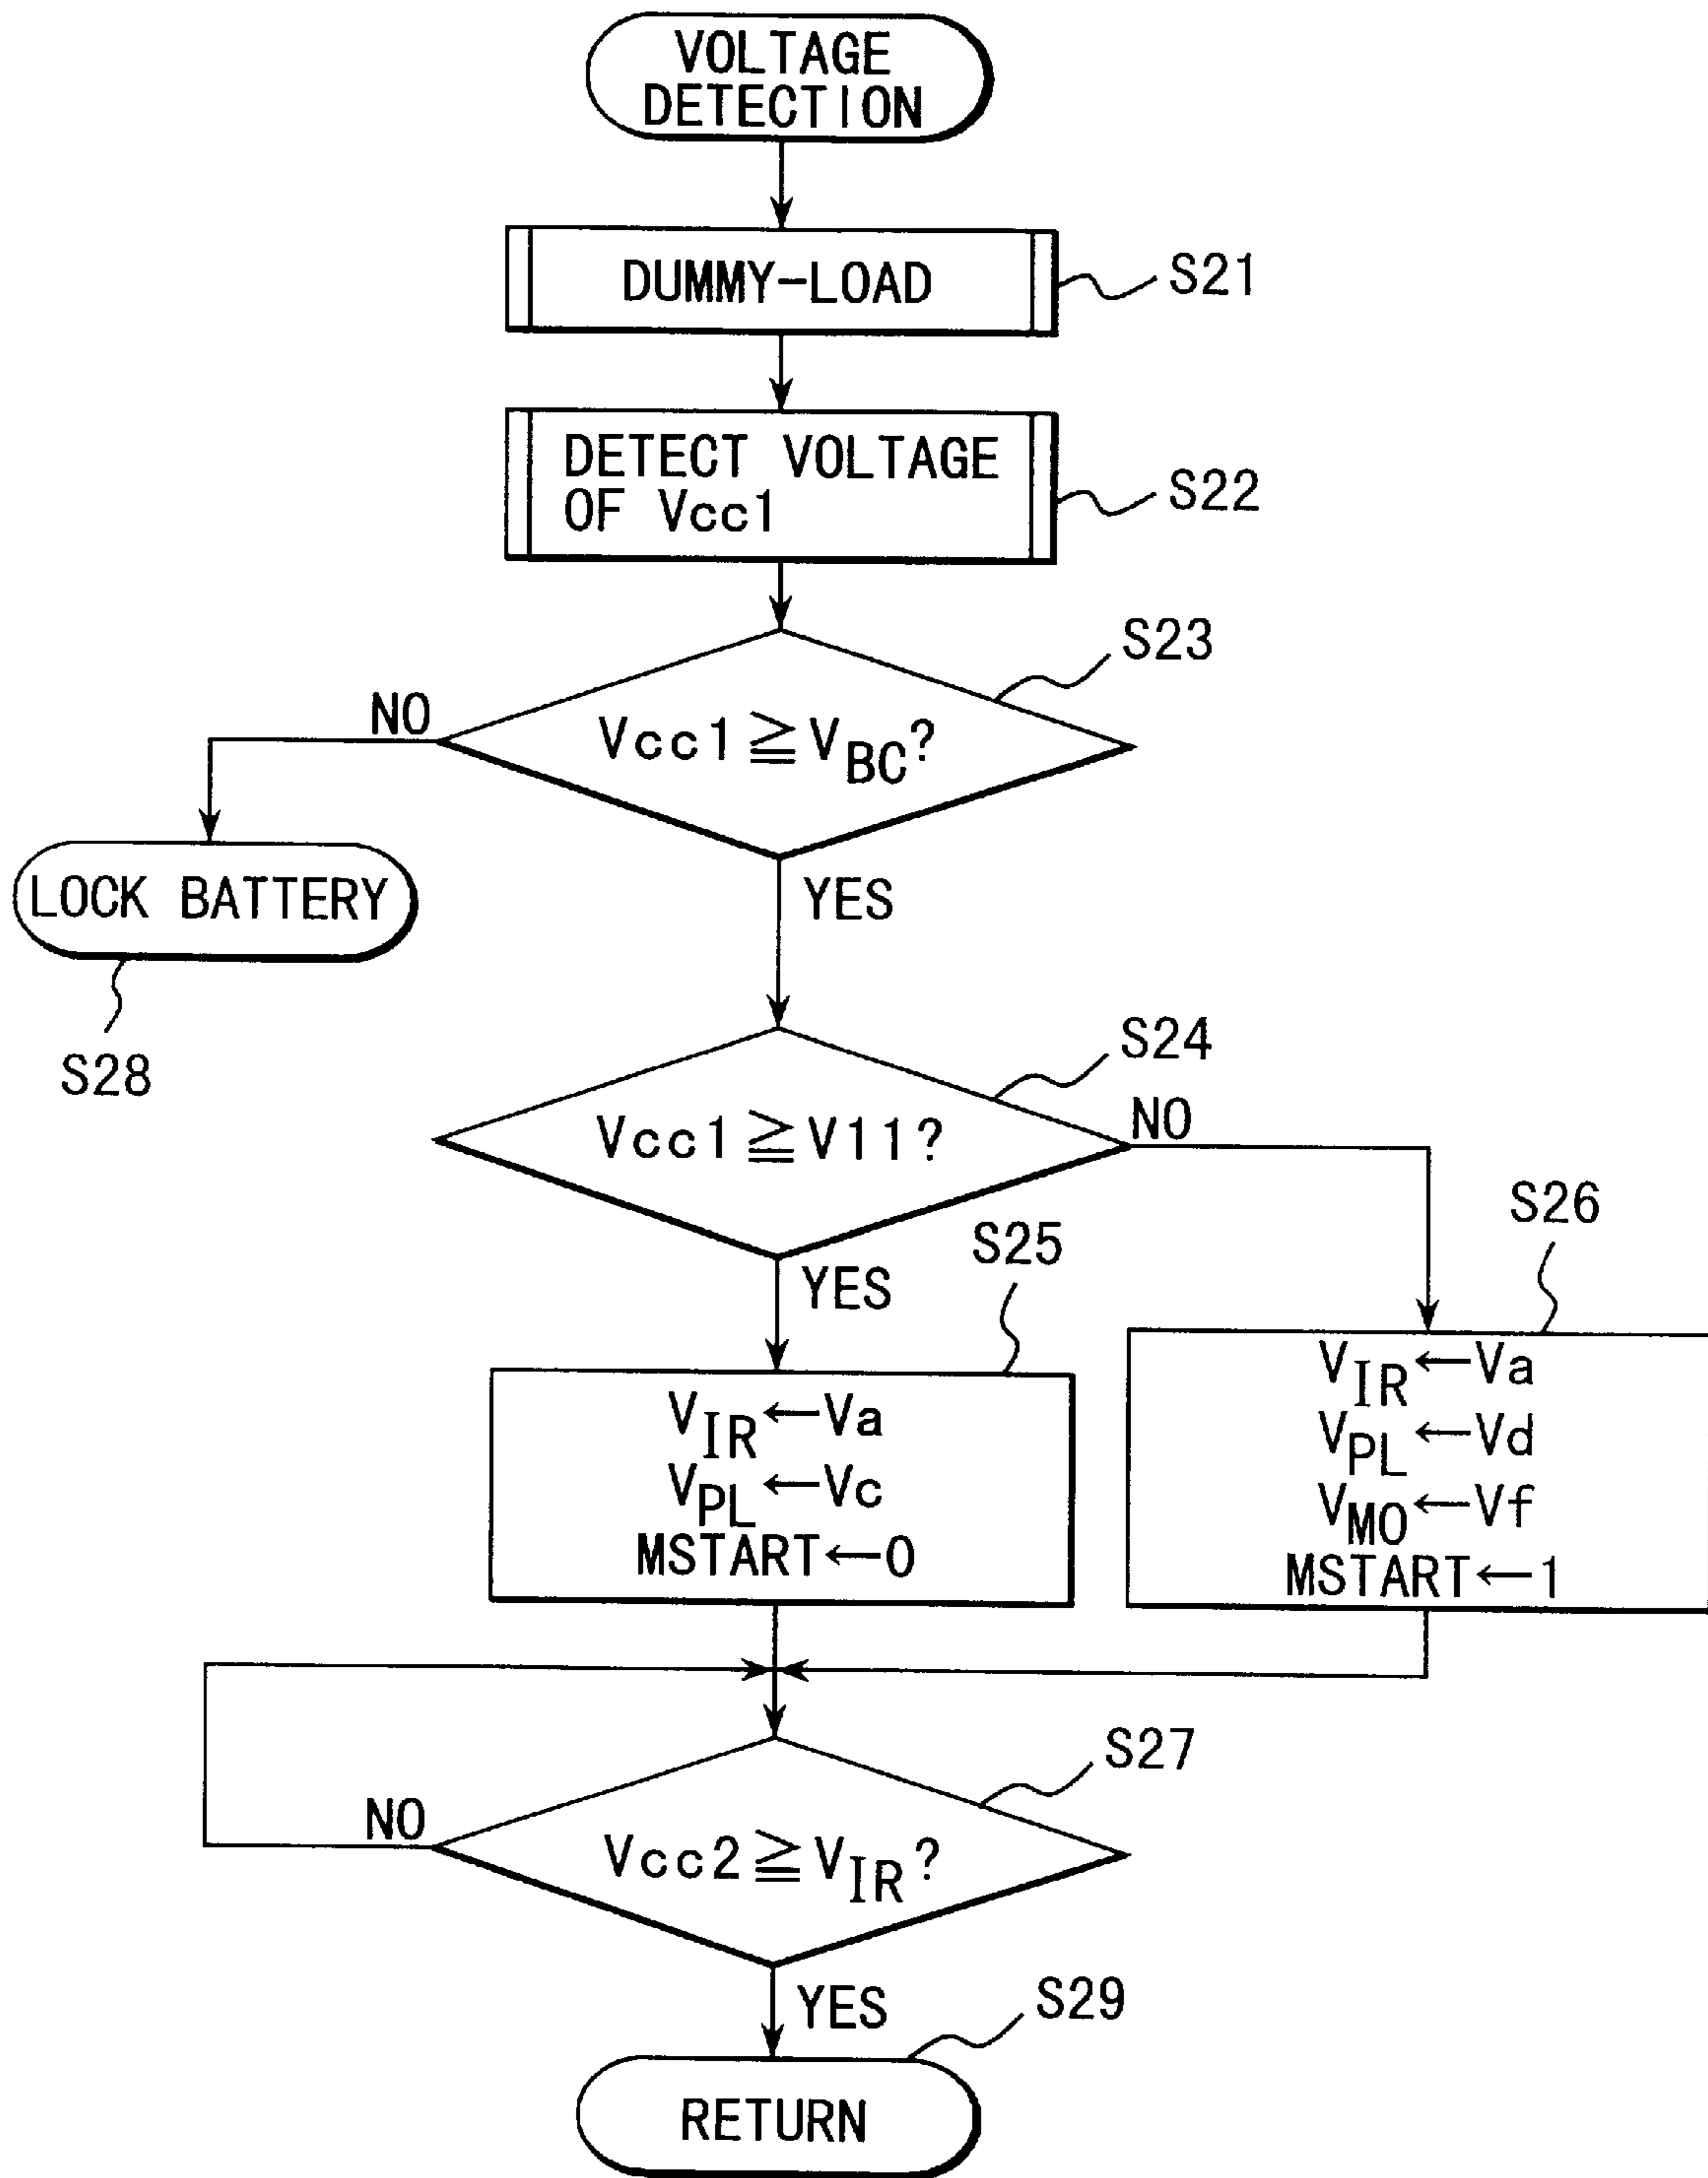 VOLTAGE
DETECTION
DUMMY-LOAD
S21
DETECT VOLTAGE
OF Vcc1
S22
S23
NO
Vcc1≧VBC?
LOCK BATTERY
YES
S28
S24
Vcc1≧V11?
NO
S25
S26
YES
VIR←Va
VPL←Vc
MSTART←0
VIR←Va
VPL←Vd
VMO←Vf
MSTART←1
S27
NO
Vcc2≧VIR?
YES
S29
RETURN